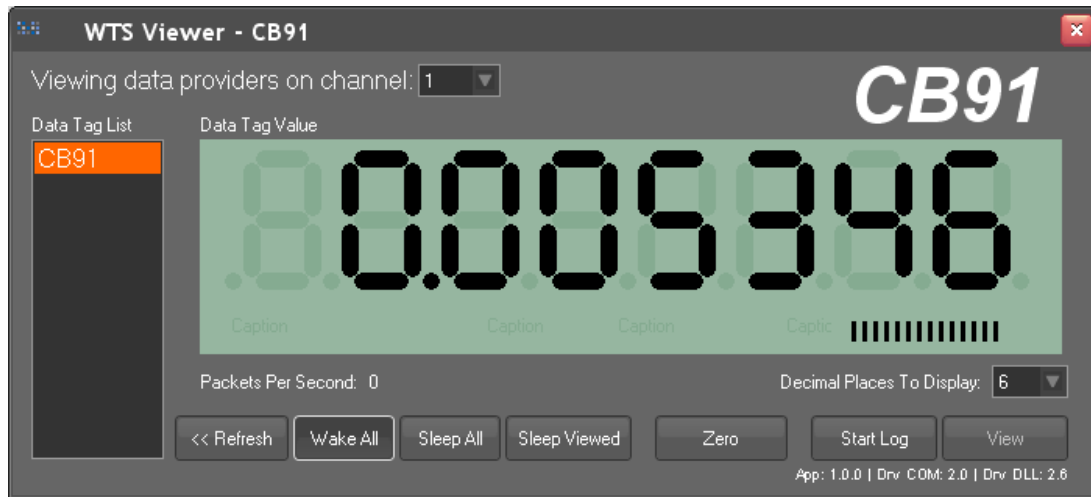 WTS Viewer - CB91
Viewing data providers on channel: 1
CB91
Data Tag List
Data Tag Value
CB91
0.005346
Caption Caption Caption Captic
Packets Per Second: 0
Decimal Places To Display: 6
<< Refresh Wake All Sleep All Sleep Viewed Zero Start Log View
App: 1.0.0 | Drv COM: 2.0 | Drv DLL: 2.6